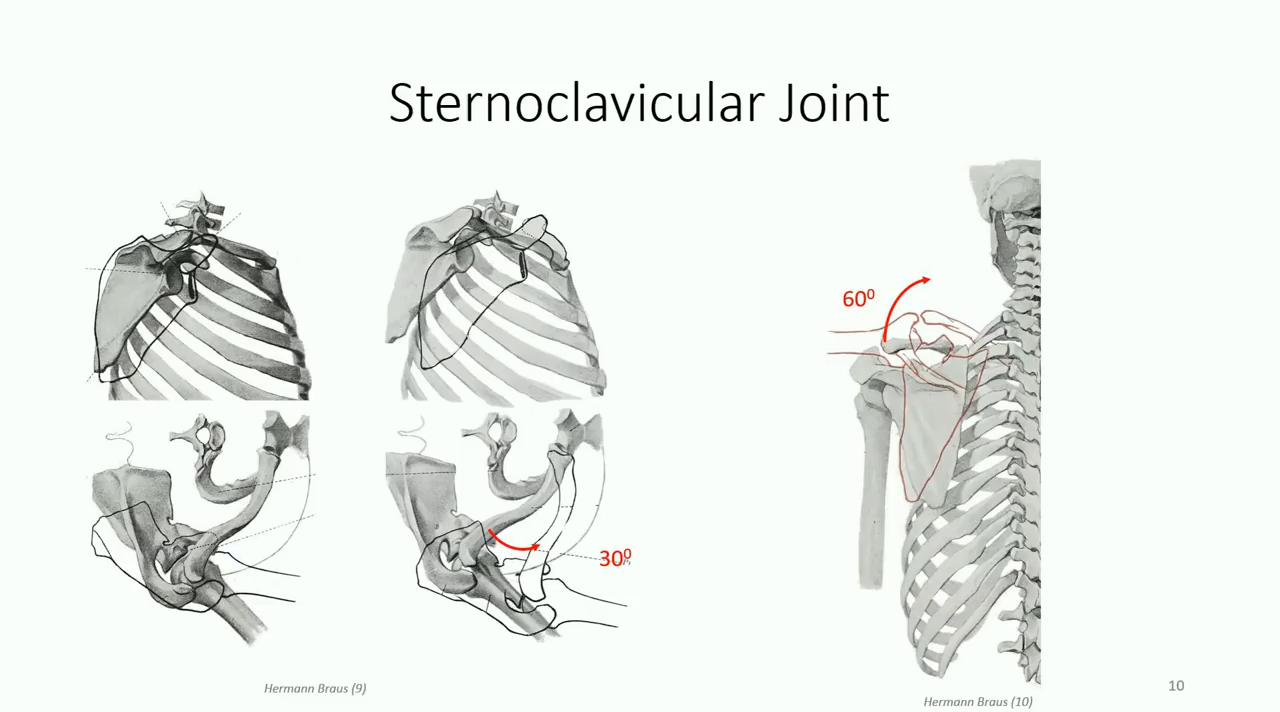 Sternoclavicular Joint
60⁰
30⁰
Hermann Braus (9)
Hermann Braus (10)
10